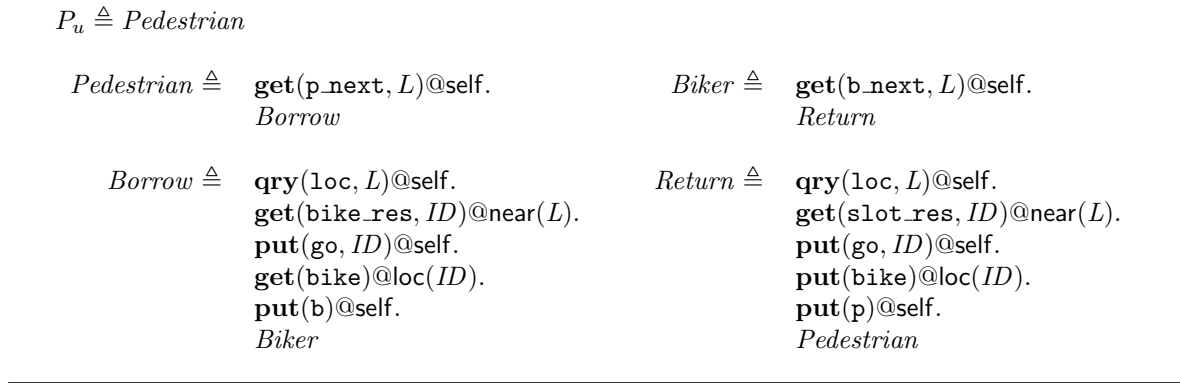 P_u ≜ Pedestrian
Pedestrian ≜ get(p_next, L)@self.
Borrow
Biker ≜ get(b_next, L)@self.
Return
Borrow ≜ qry(loc, L)@self.
get(bike_res, ID)@near(L).
put(go, ID)@self.
get(bike)@loc(ID).
put(b)@self.
Biker
Return ≜ qry(loc, L)@self.
get(slot_res, ID)@near(L).
put(go, ID)@self.
put(bike)@loc(ID).
put(p)@self.
Pedestrian